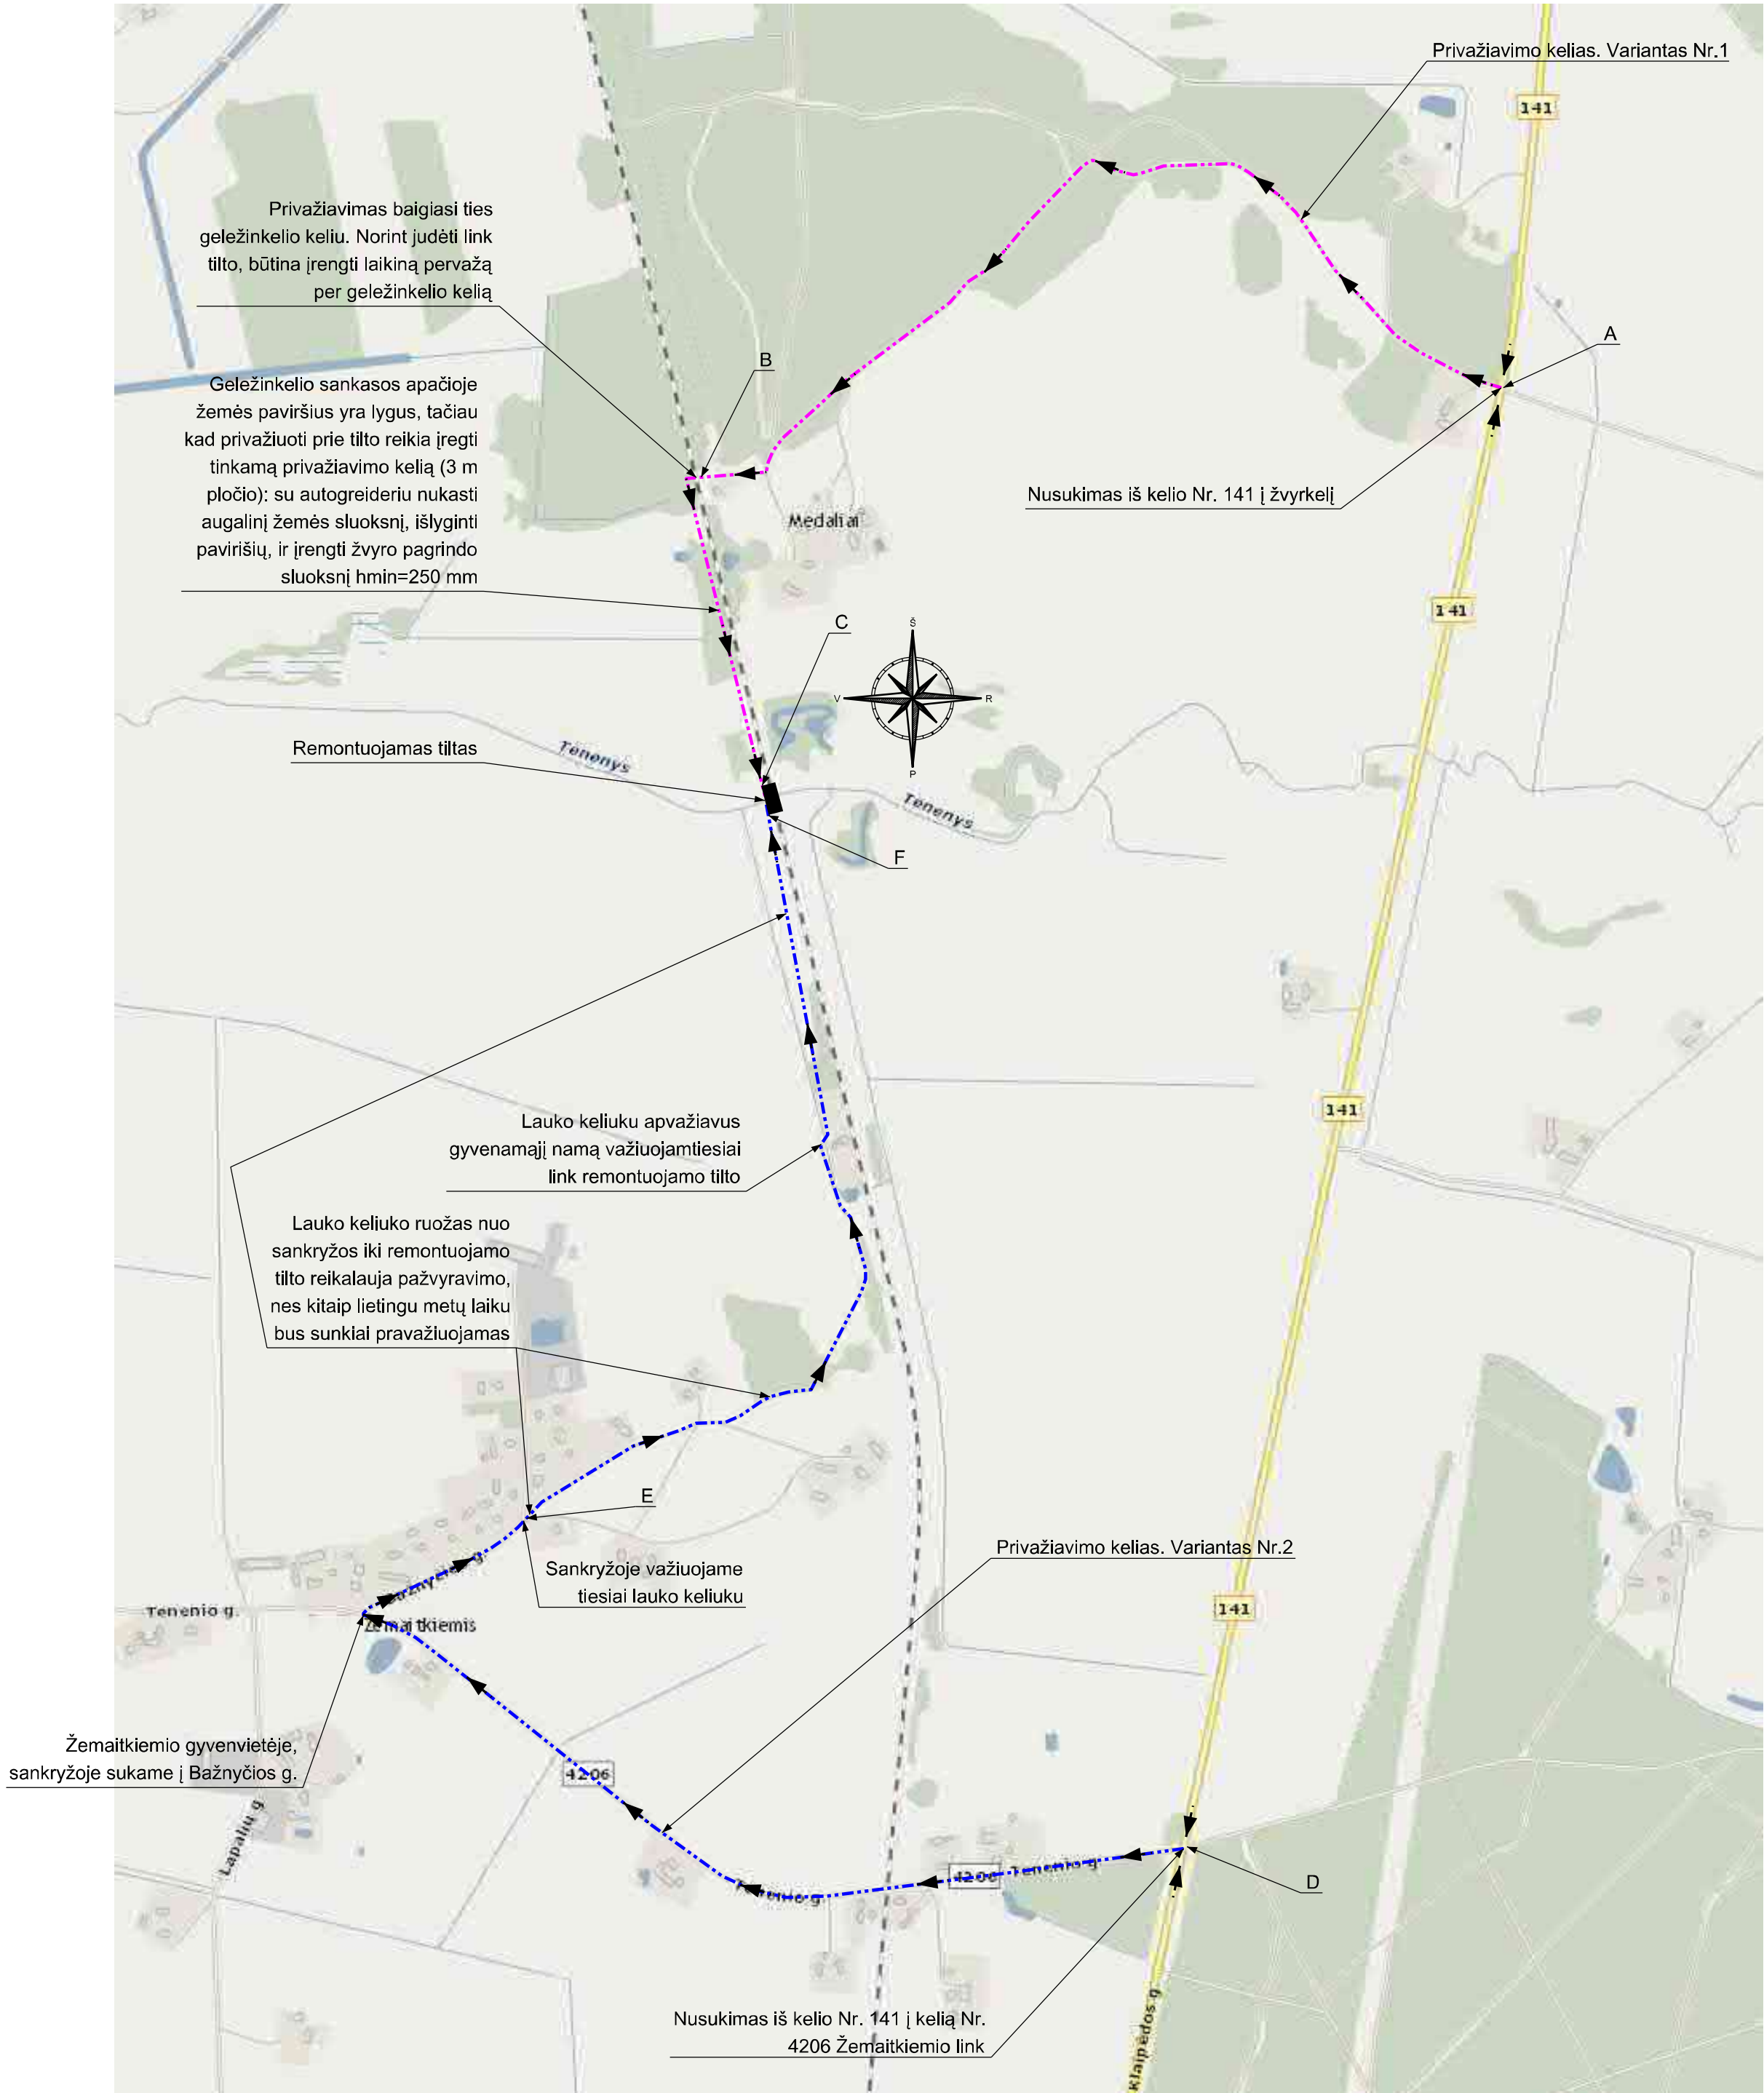 Privažiavimo kelias. Variantas Nr.1
141
Privažiavimas baigiasi ties
geležinkelio keliu. Norint judėti link
tilto, būtina įrengti laikiną pervažą
per geležinkelio kelią
A
B
Geležinkelio sankasos apačioje
žemės paviršius yra lygus, tačiau
kad privažiuoti prie tilto reikia įregti
tinkamą privažiavimo kelią (3 m
pločio): su autogreideriu nukasti
augalinį žemės sluoksnį, išlyginti
pavirišių, ir įrengti žvyro pagrindo
sluoksnį hmin=250 mm
Nusukimas iš kelio Nr. 141 į žvyrkelį
Medaliai
141
C
Š
V
R
P
Remontuojamas tiltas
Tenenys
Tenenys
F
141
Lauko keliuku apvažiavus
gyvenamąjį namą važiuojamtiesiai
link remontuojamo tilto
Lauko keliuko ruožas nuo
sankryžos iki remontuojamo
tilto reikalauja pažvyravimo,
nes kitaip lietingu metų laiku
bus sunkiai pravažiuojamas
E
Privažiavimo kelias. Variantas Nr.2
Sankryžoje važiuojame
tiesiai lauko keliuku
Bažnyčios g.
Tenenio g.
Žemaitkiemis
141
Žemaitkiemio gyvenvietėje,
sankryžoje sukame į Bažnyčios g.
4206
Lapalių g.
4206
Tenenio g.
Tenenio g.
D
Nusukimas iš kelio Nr. 141 į kelią Nr.
4206 Žemaitkiemio link
Klaipėdos g.